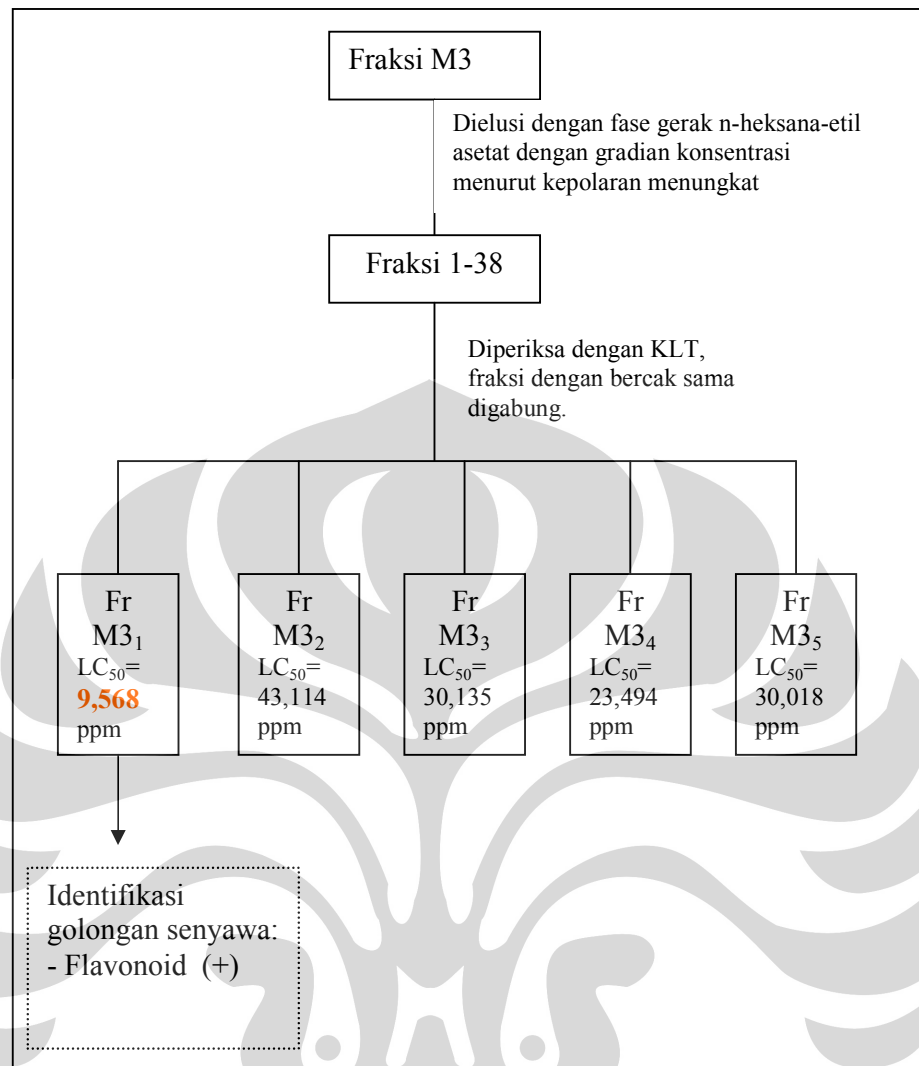 Fraksi M3
Dielusi dengan fase gerak n-heksana-etil
asetat dengan gradian konsentrasi
menurut kepolaran menungkat
Fraksi 1-38
Diperiksa dengan KLT,
fraksi dengan bercak sama
digabung.
Fr
M3₁
LC₅₀=
9,568
ppm
Fr
M3₂
LC₅₀=
43,114
ppm
Fr
M3₃
LC₅₀=
30,135
ppm
Fr
M3₄
LC₅₀=
23,494
ppm
Fr
M3₅
LC₅₀=
30,018
ppm
Identifikasi
golongan senyawa:
- Flavonoid (+)